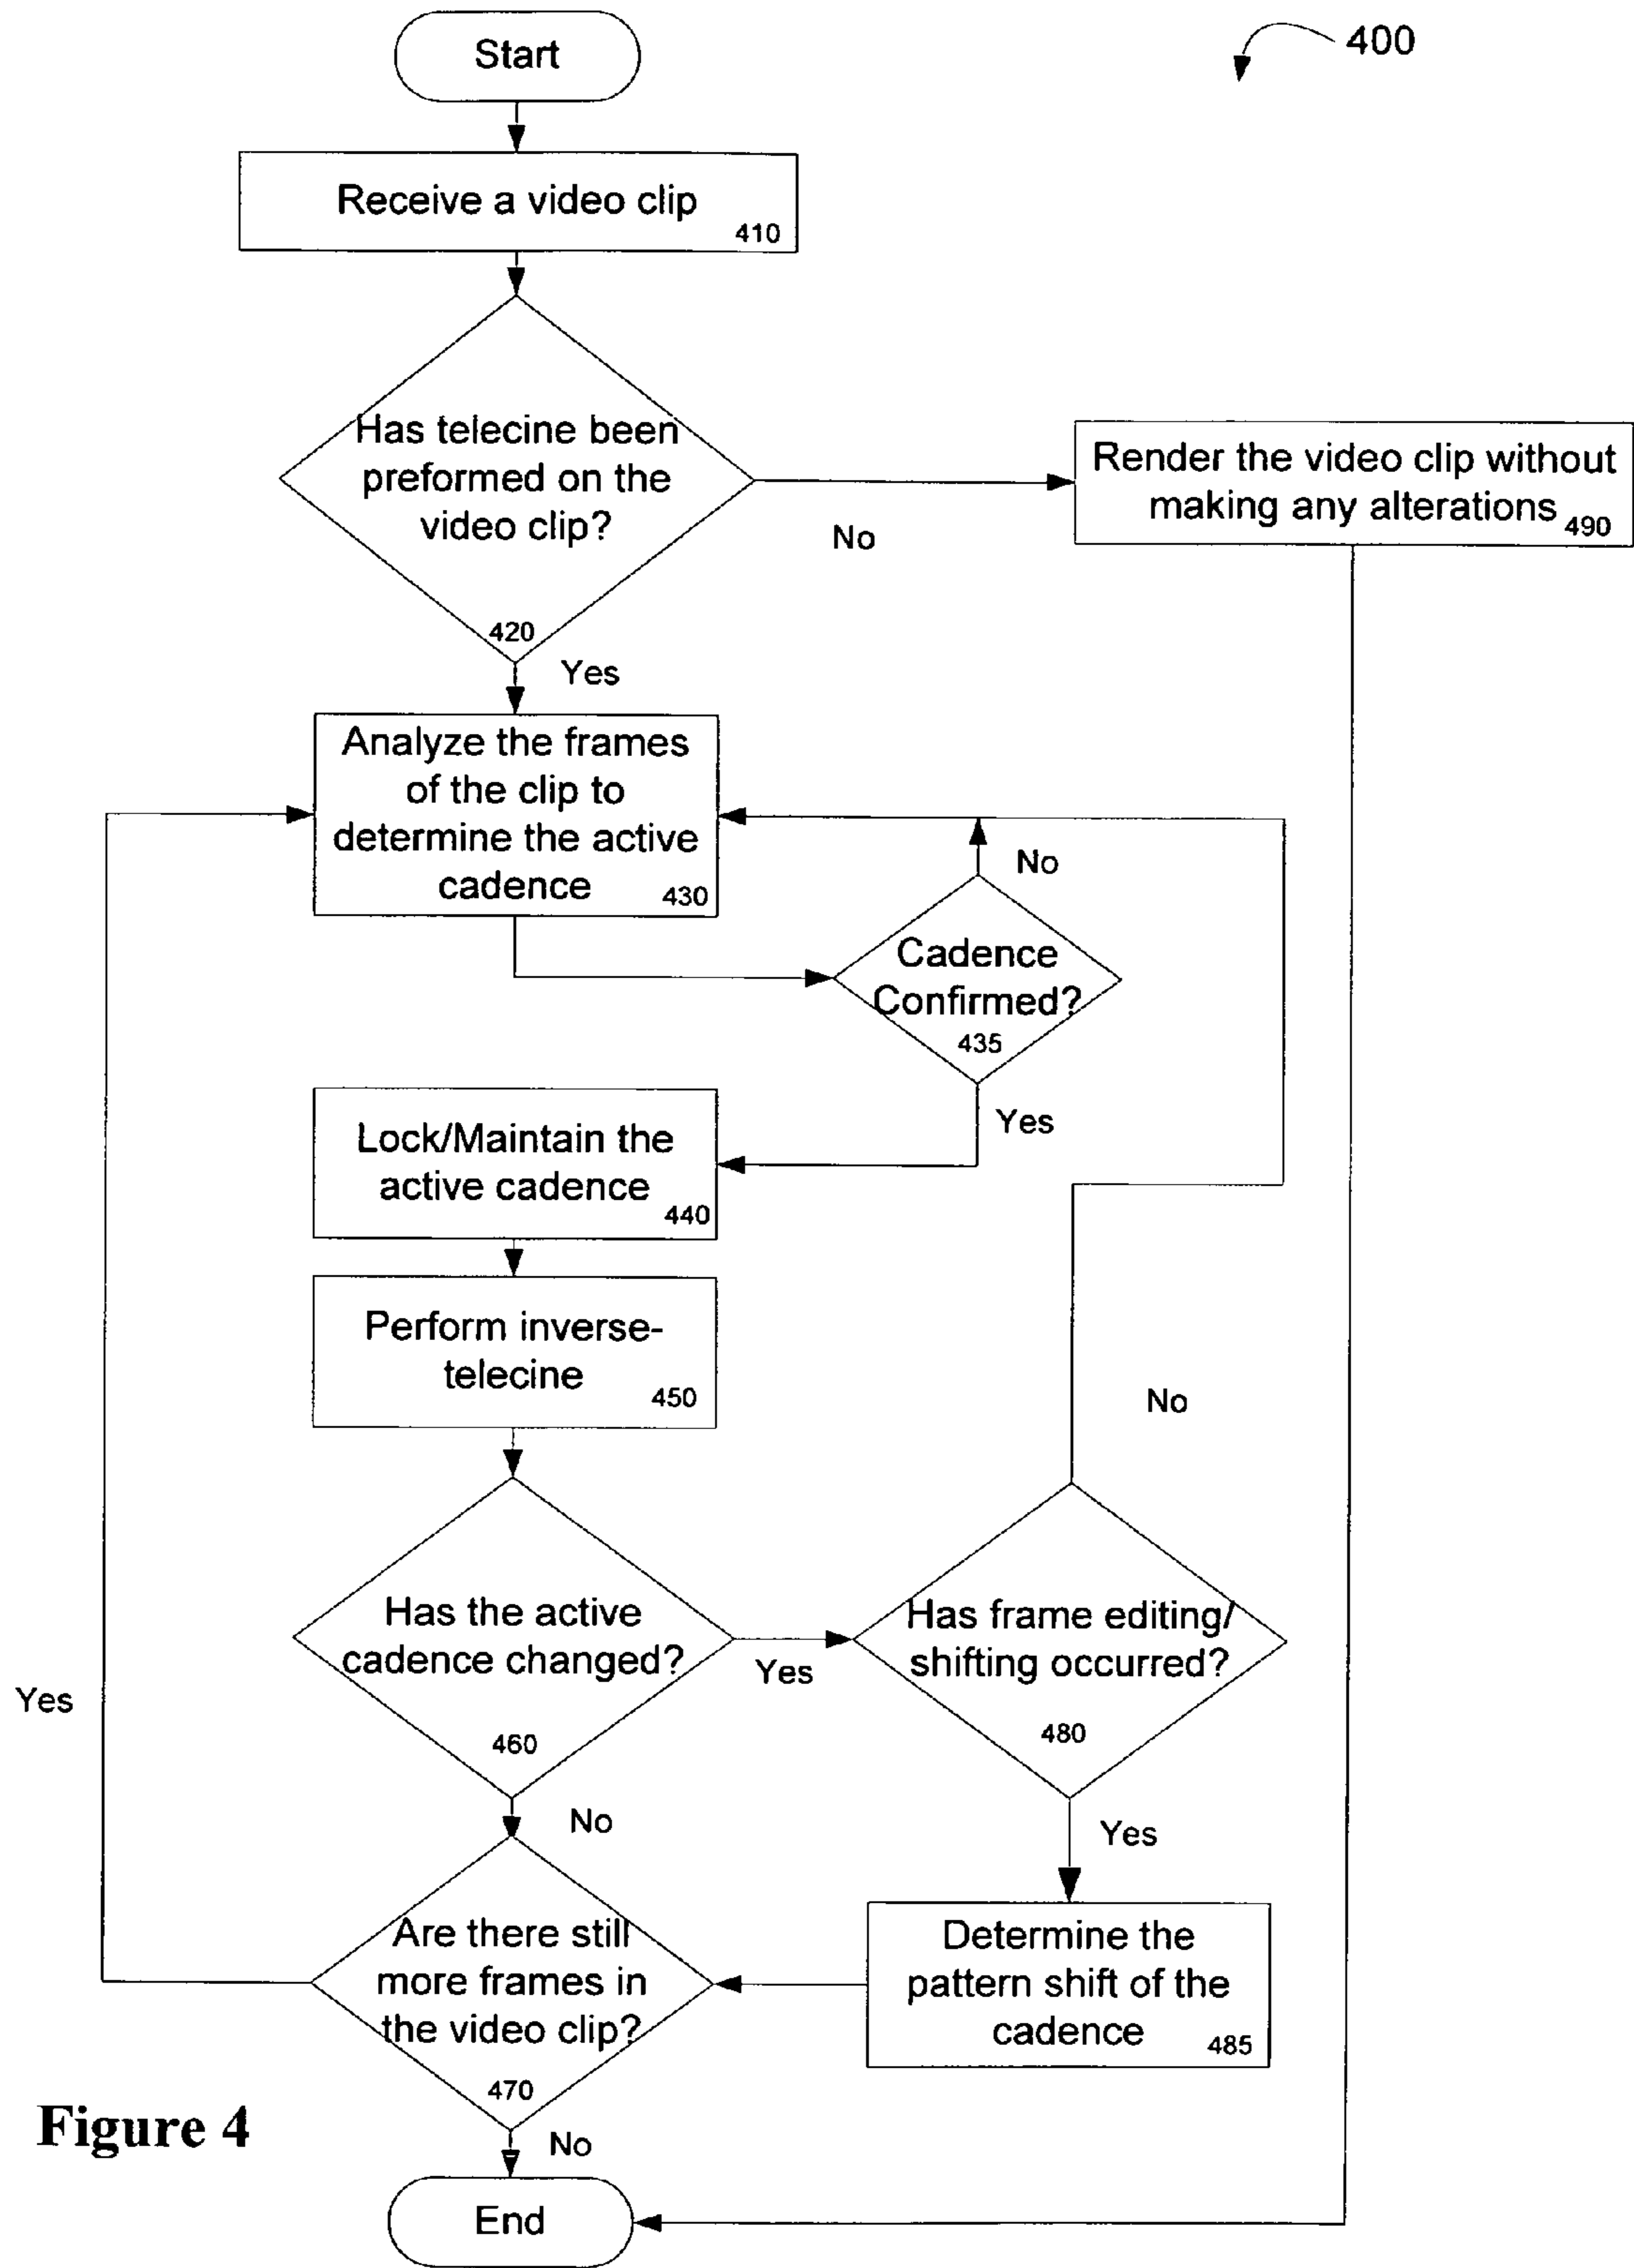 Start
400
Receive a video clip
410
Has telecine been
preformed on the
video clip?
420
No
Render the video clip without
making any alterations
490
Yes
Analyze the frames
of the clip to
determine the active
cadence
430
No
Cadence
Confirmed?
435
Yes
Lock/Maintain the
active cadence
440
Perform inverse-
telecine
450
No
Has the active
cadence changed?
460
Yes
Has frame editing/
shifting occurred?
480
Yes
No
Yes
Are there still
more frames in
the video clip?
470
Determine the
pattern shift of the
cadence
485
No
End
Figure 4